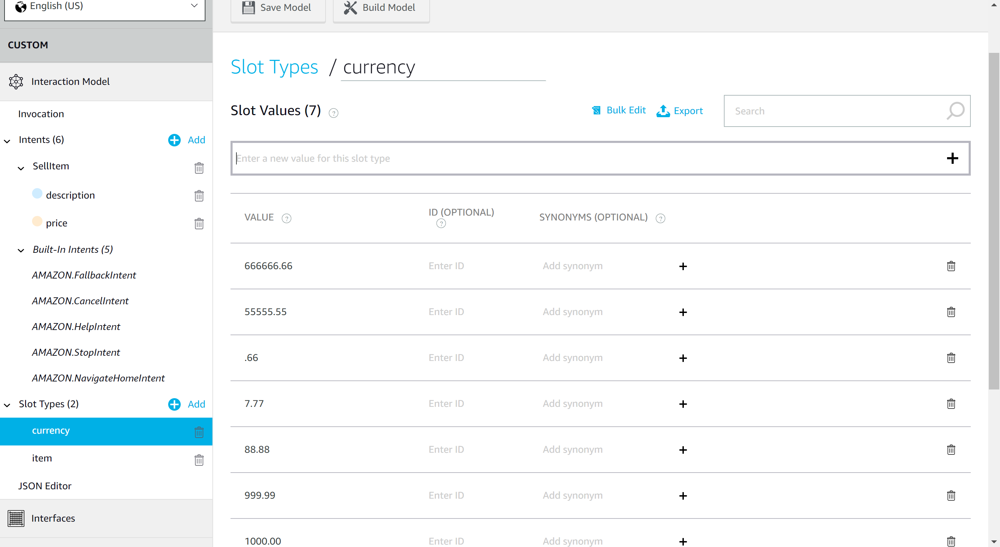 English (US)
CUSTOM
Interaction Model
Invocation
Intents (6)
Add
SellItem
description
price
Built-In Intents (5)
AMAZON.FallbackIntent
AMAZON.CancelIntent
AMAZON.HelpIntent
AMAZON.StopIntent
AMAZON.NavigateHomeIntent
Slot Types (2)
Add
currency
item
JSON Editor
Interfaces
Save Model
Build Model
Slot Types / currency
Slot Values (7) ?
Bulk Edit
Export
Search
Enter a new value for this slot type
VALUE ?
ID (OPTIONAL) ?
SYNONYMS (OPTIONAL) ?
666666.66 Enter ID Add synonym
55555.55 Enter ID Add synonym
.66 Enter ID Add synonym
7.77 Enter ID Add synonym
88.88 Enter ID Add synonym
999.99 Enter ID Add synonym
1000.00 Enter ID Add synonym